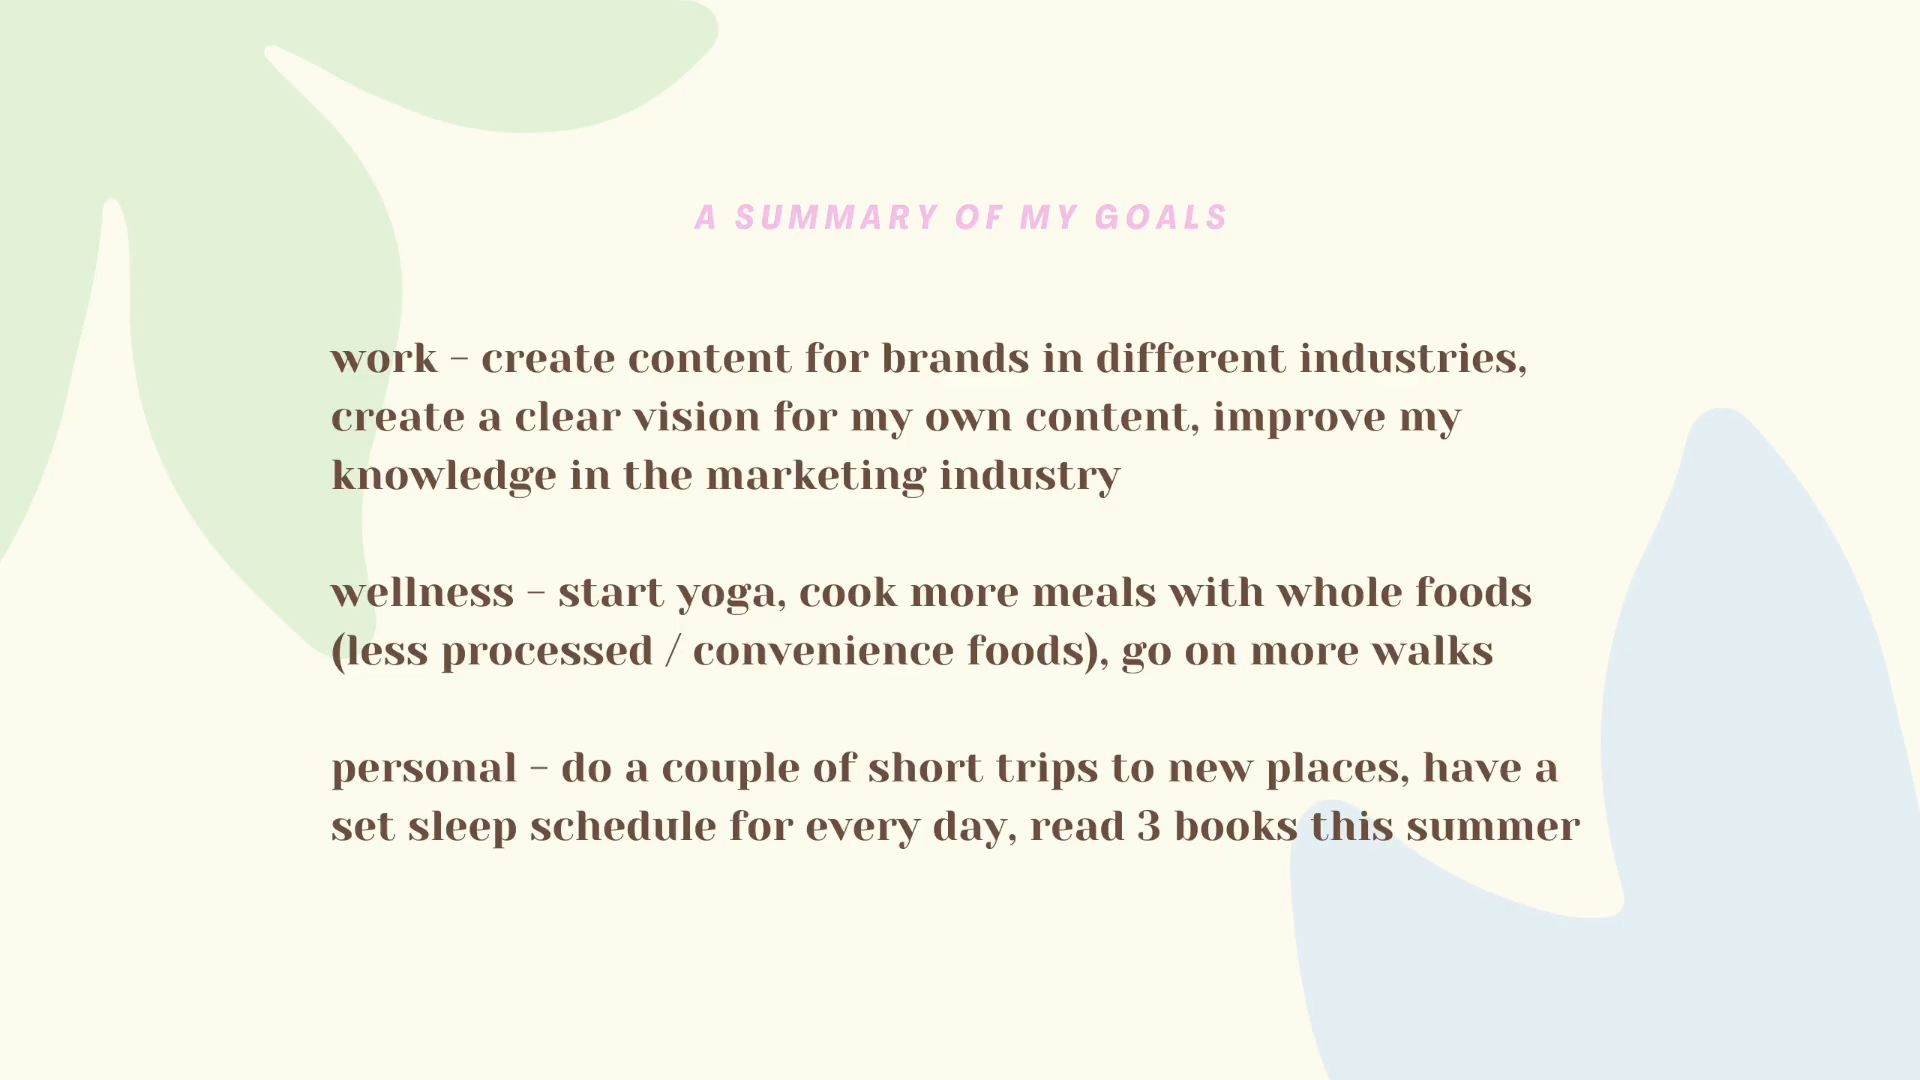 A SUMMARY OF MY GOALS
work - create content for brands in different industries,
create a clear vision for my own content, improve my
knowledge in the marketing industry
wellness - start yoga, cook more meals with whole foods
(less processed / convenience foods), go on more walks
personal - do a couple of short trips to new places, have a
set sleep schedule for every day, read 3 books this summer